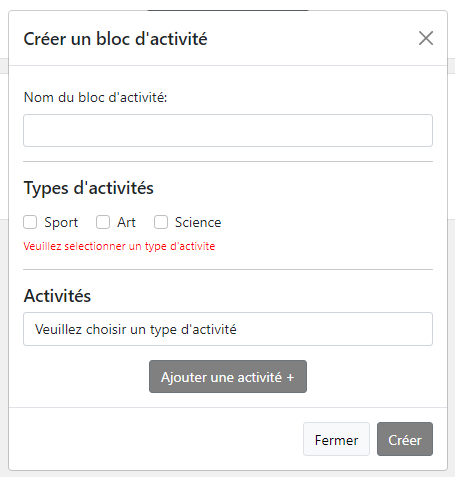 Créer un bloc d'activité
Nom du bloc d'activité:
Types d'activités
Sport Art Science
Veuillez selectionner un type d'activite
Activités
Veuillez choisir un type d'activité
Ajouter une activité +
Fermer Créer